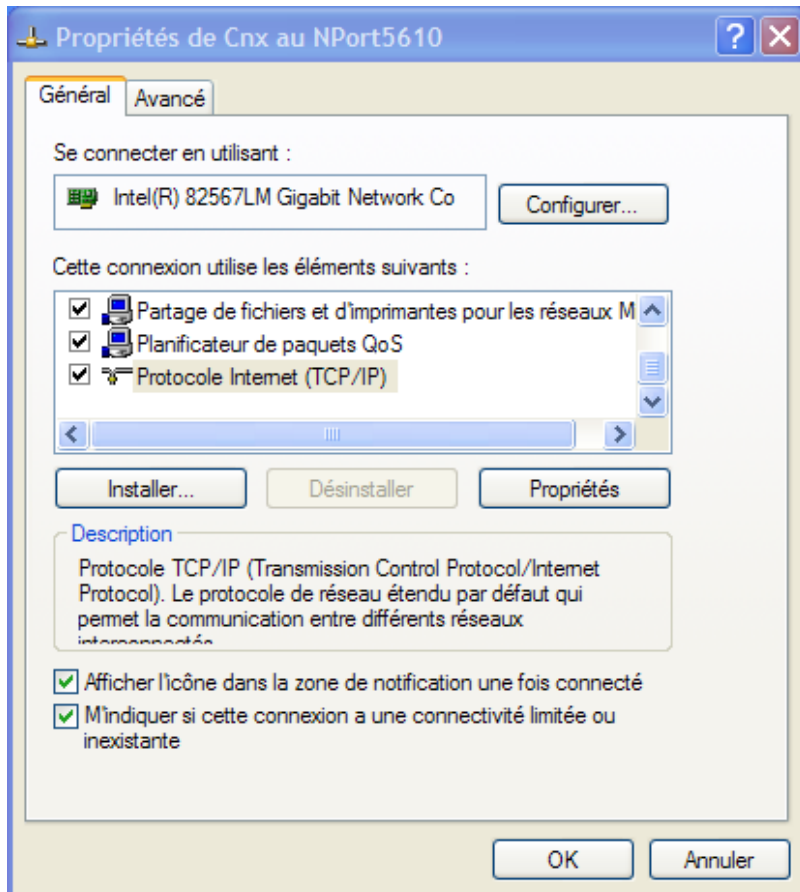 Propriétés de Cnx au NPort5610
Général
Avancé
Se connecter en utilisant :
Intel(R) 82567LM Gigabit Network Co
Configurer...
Cette connexion utilise les éléments suivants :
Partage de fichiers et d'imprimantes pour les réseaux M
Planificateur de paquets QoS
Protocole Internet (TCP/IP)
Installer...
Désinstaller
Propriétés
Description
Protocole TCP/IP (Transmission Control Protocol/Internet
Protocol). Le protocole de réseau étendu par défaut qui
permet la communication entre différents réseaux
interconnectés
Afficher l'icône dans la zone de notification une fois connecté
M'indiquer si cette connexion a une connectivité limitée ou
inexistante
OK
Annuler